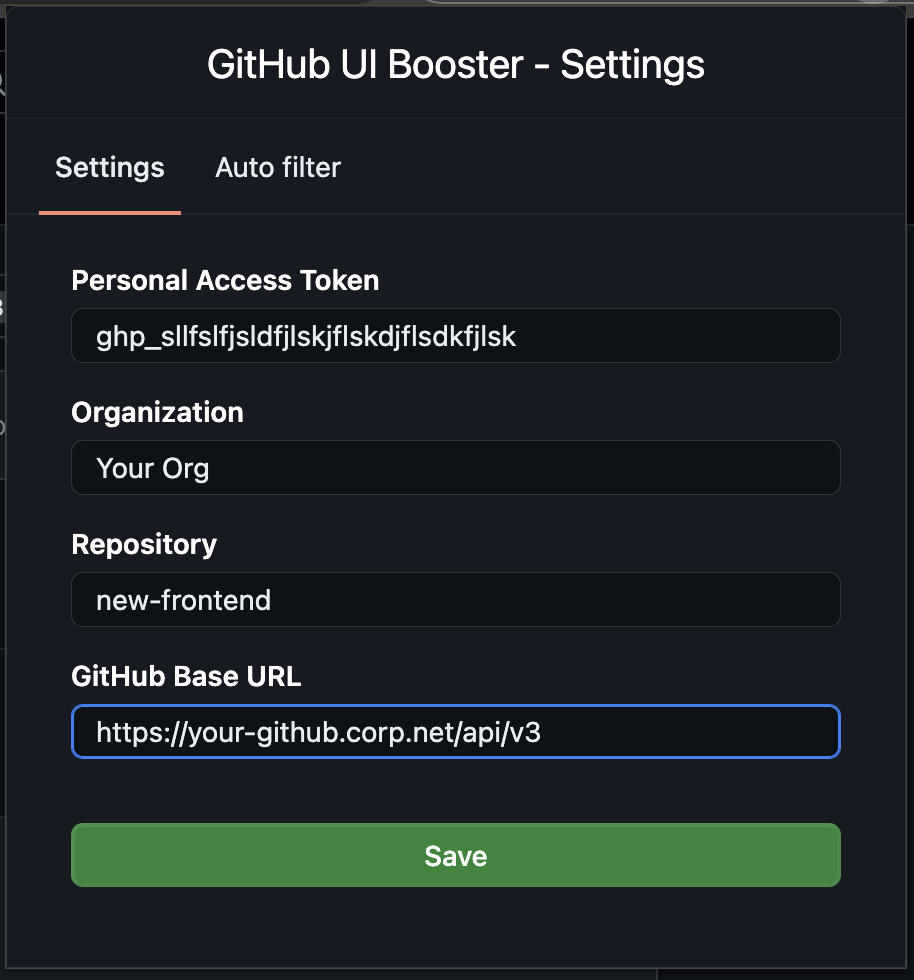 GitHub UI Booster - Settings
Settings
Auto filter
Personal Access Token
ghp_sllfslfjsldfjlskjflskdjflsdkfjlsk
Organization
Your Org
Repository
new-frontend
GitHub Base URL
https://your-github.corp.net/api/v3
Save